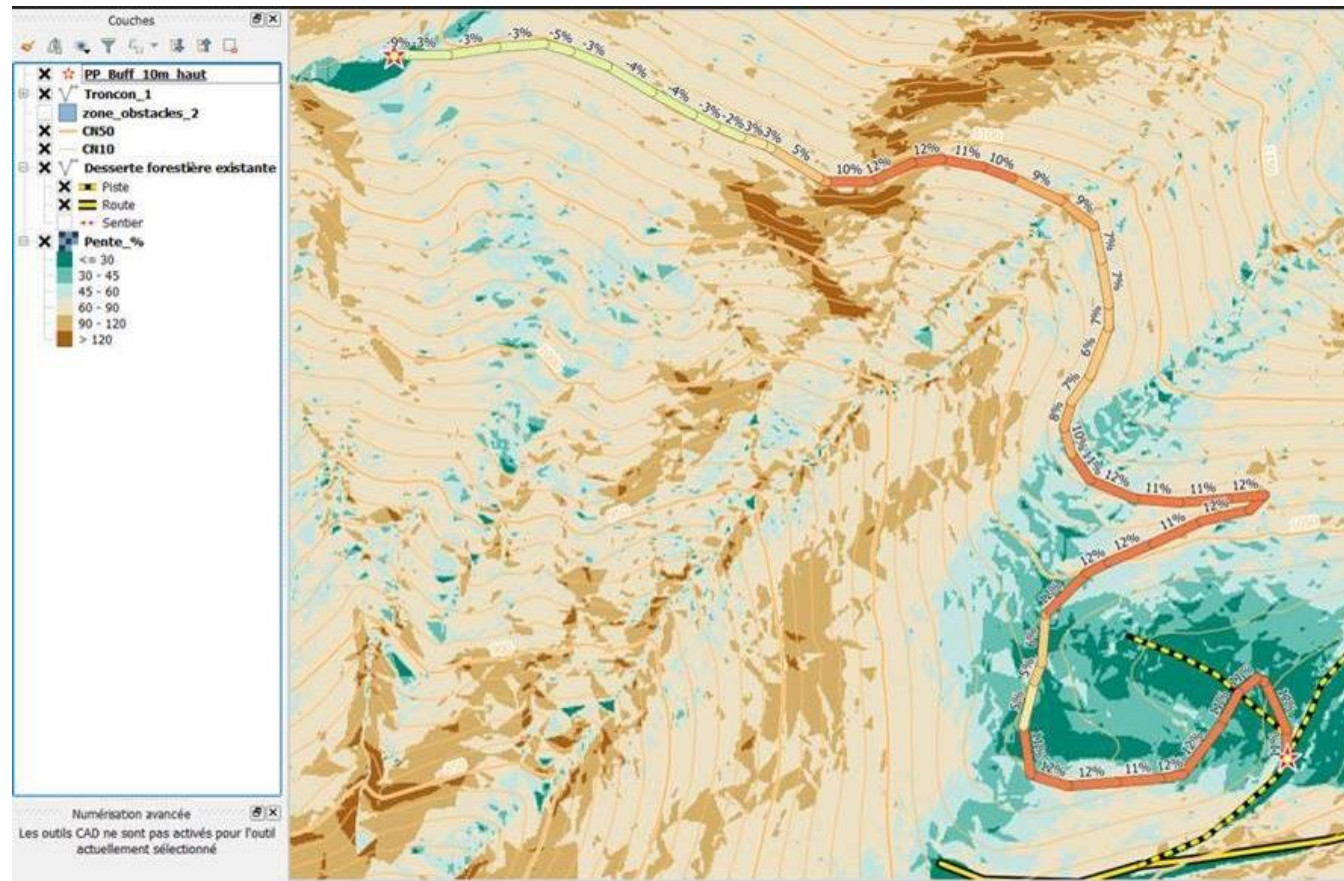 Couches
PP_Buff_10m_haut
Troncon_1
zone_obstacles_2
CN50
CN10
Desserte forestière existante
Piste
Route
Sentier
Pente_%
<= 30
30 - 45
45 - 60
60 - 90
90 - 120
> 120
Numérisation avancée
Les outils CAD ne sont pas activés pour l'outil
actuellement sélectionné
-9%
-3%
-3%
-3%
-5%
-3%
-4%
-4%
-3%
-2%
3%
3%
5%
10%
12%
12%
11%
10%
9%
9%
7%
7%
7%
6%
7%
8%
10%
11%
12%
11%
11%
12%
12%
11%
12%
12%
12%
5%
5%
12%
12%
11%
12%
12%